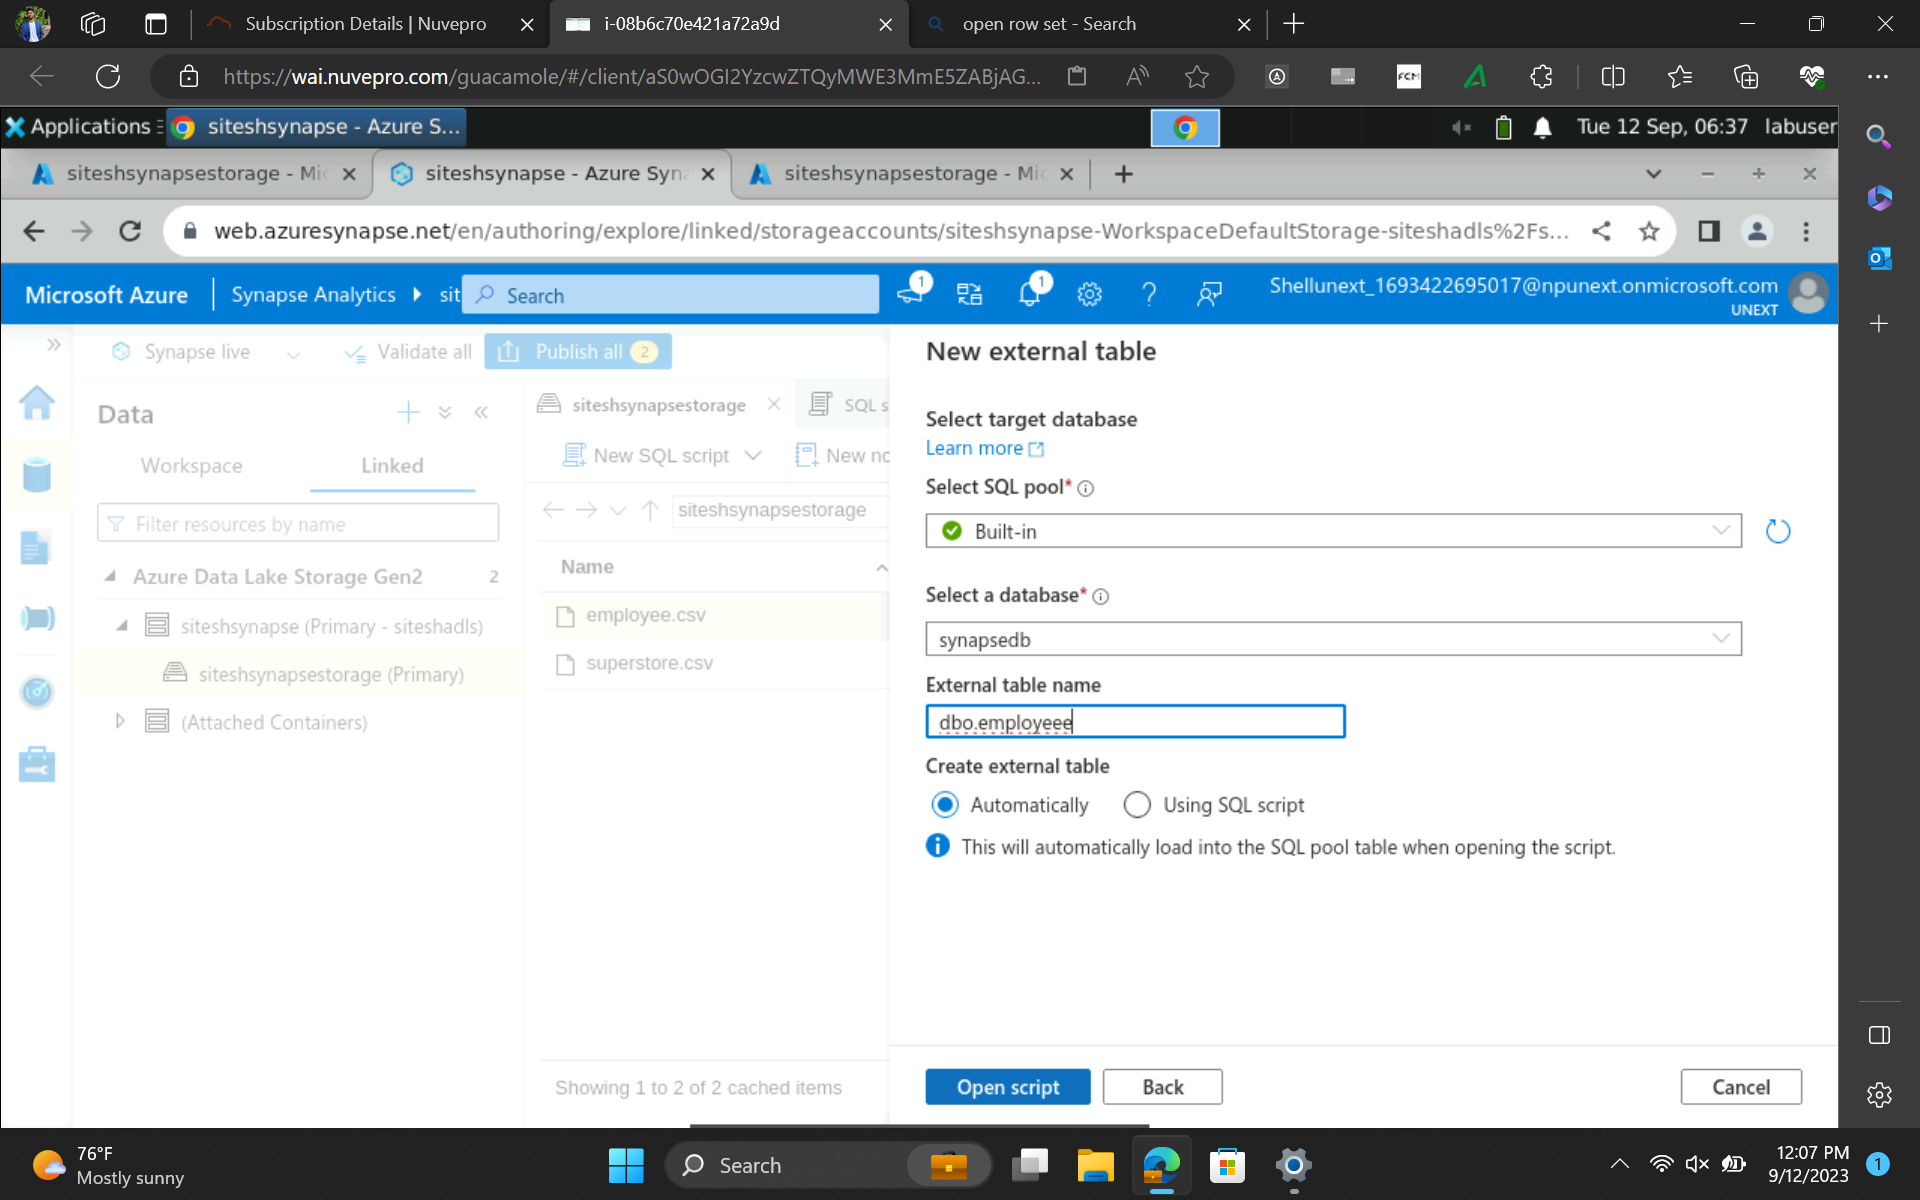 Subscription Details | Nuvepro
i-08b6c70e421a72a9d
open row set - Search
https://wai.nuvepro.com/guacamole/#/client/aS0wOGI2YzcwZTQyMWE3MmE5ZABjAG...
Applications
siteshsynapse - Azure S...
Tue 12 Sep, 06:37 labuser
siteshsynapsestorage - Mic
siteshsynapse - Azure Syna
siteshsynapsestorage - Mic
web.azuresynapse.net/en/authoring/explore/linked/storageaccounts/siteshsynapse-WorkspaceDefaultStorage-siteshadls%2Fs...
Microsoft Azure
Synapse Analytics
sit
Search
1
1
Shellunext_1693422695017@npunext.onmicrosoft.com
UNEXT
Synapse live
Validate all
Publish all 2
New external table
Data
siteshsynapsestorage
SQL s
Select target database
Learn more
Workspace
Linked
New SQL script
New no
Select SQL pool*
Filter resources by name
siteshsynapsestorage
Built-in
Azure Data Lake Storage Gen2 2
Name
Select a database*
siteshsynapse (Primary - siteshadls)
employee.csv
synapsedb
siteshsynapsestorage (Primary)
superstore.csv
External table name
(Attached Containers)
dbo.employeee
Create external table
Automatically
Using SQL script
This will automatically load into the SQL pool table when opening the script.
Showing 1 to 2 of 2 cached items
Open script
Back
Cancel
76°F
Mostly sunny
Search
12:07 PM
9/12/2023
1